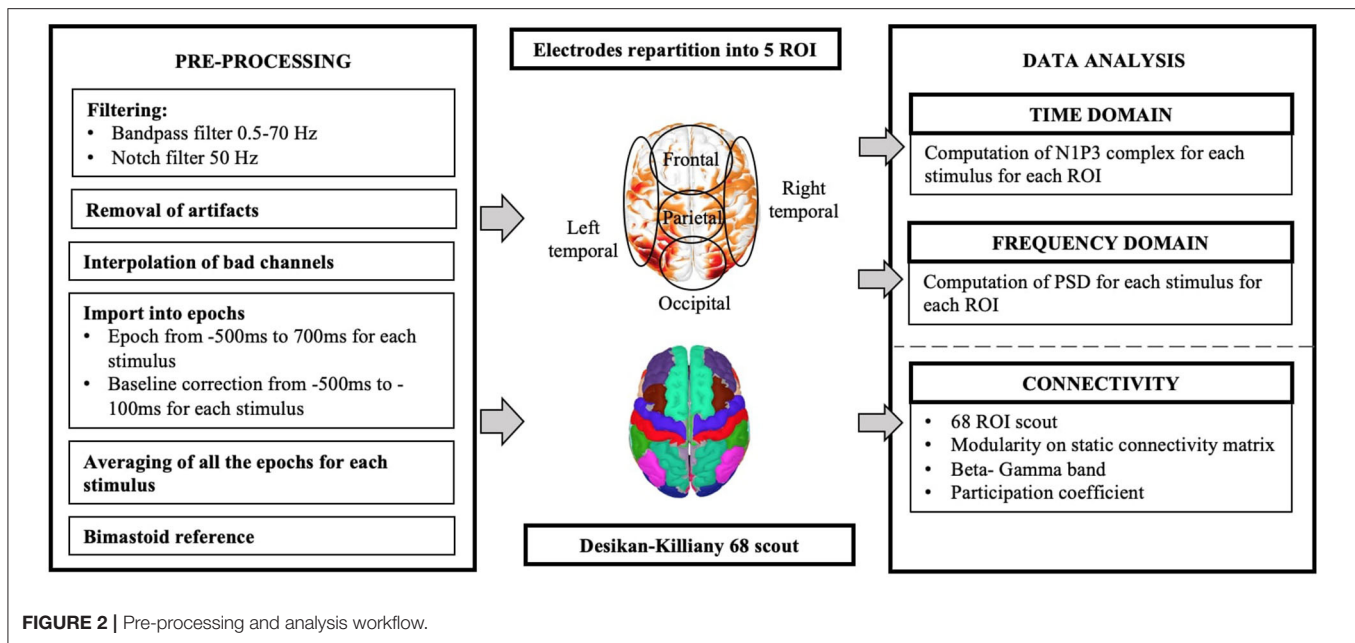 PRE-PROCESSING
Filtering:
• Bandpass filter 0.5-70 Hz
• Notch filter 50 Hz
Removal of artifacts
Interpolation of bad channels
Import into epochs
• Epoch from -500ms to 700ms for each
stimulus
• Baseline correction from -500ms to -
100ms for each stimulus
Averaging of all the epochs for each
stimulus
Bimastoid reference
Electrodes repartition into 5 ROI
Frontal
Parietal
Left
temporal
Right
temporal
Occipital
Desikan-Killiany 68 scout
DATA ANALYSIS
TIME DOMAIN
Computation of N1P3 complex for each
stimulus for each ROI
FREQUENCY DOMAIN
Computation of PSD for each stimulus for
each ROI
CONNECTIVITY
• 68 ROI scout
• Modularity on static connectivity matrix
• Beta- Gamma band
• Participation coefficient
FIGURE 2 | Pre-processing and analysis workflow.